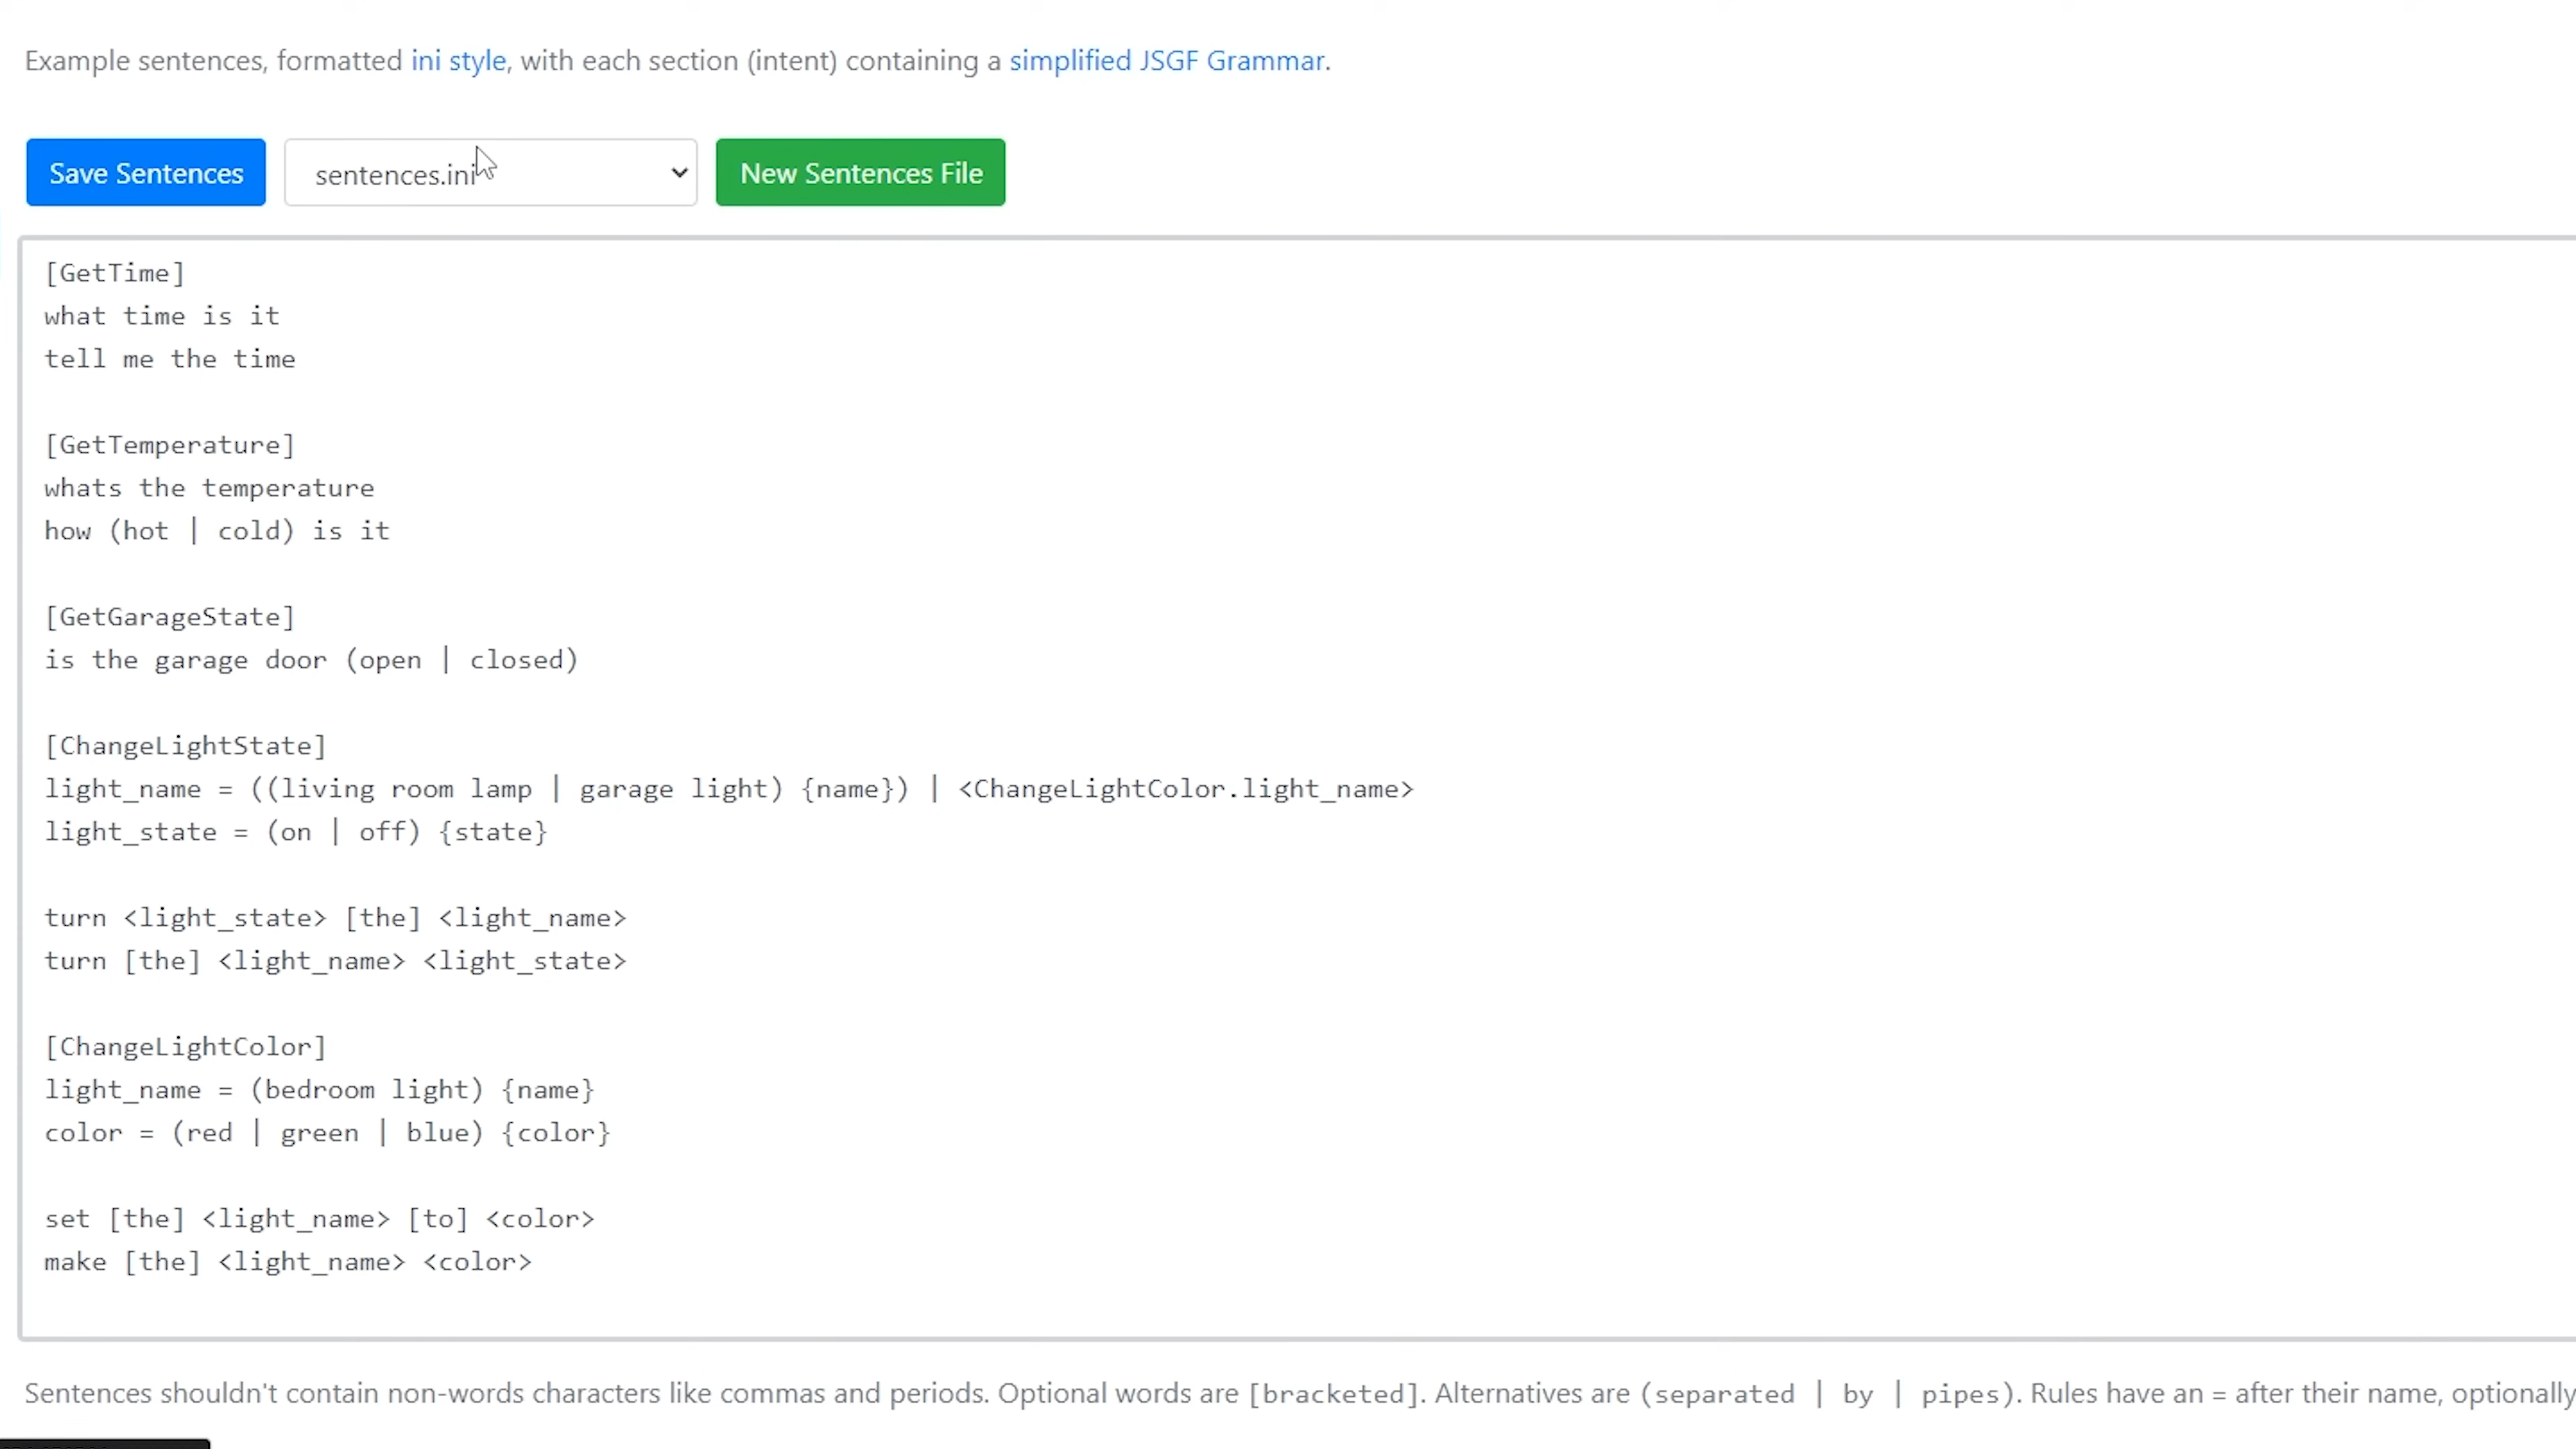 Example sentences, formatted ini style, with each section (intent) containing a simplified JSGF Grammar.
Save Sentences sentences.ini New Sentences File
[GetTime]
what time is it
tell me the time
[GetTemperature]
whats the temperature
how (hot | cold) is it
[GetGarageState]
is the garage door (open | closed)
[ChangeLightState]
light_name = ((living room lamp | garage light) {name}) | <ChangeLightColor.light_name>
light_state = (on | off) {state}
turn <light_state> [the] <light_name>
turn [the] <light_name> <light_state>
[ChangeLightColor]
light_name = (bedroom light) {name}
color = (red | green | blue) {color}
set [the] <light_name> [to] <color>
make [the] <light_name> <color>
Sentences shouldn't contain non-words characters like commas and periods. Optional words are [bracketed]. Alternatives are (separated | by | pipes). Rules have an = after their name, optionally